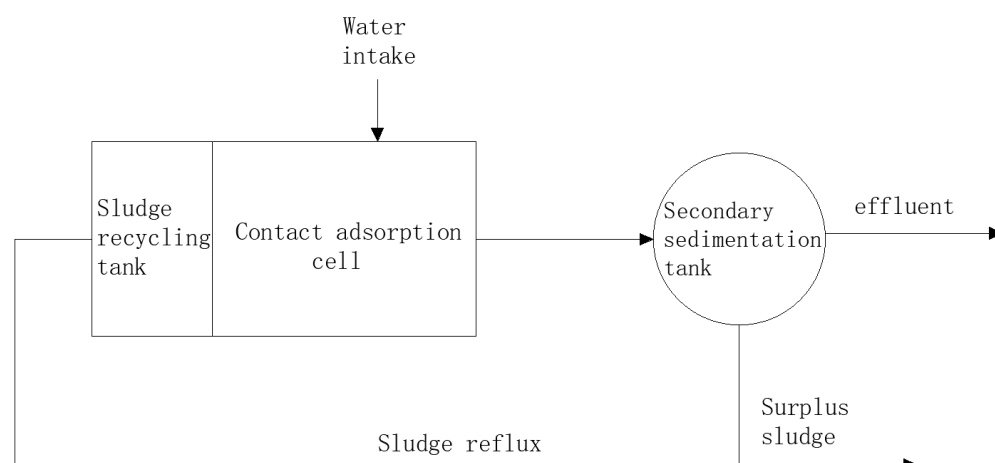 Water
intake
Sludge
recycling
tank
Contact adsorption
cell
Secondary
sedimentation
tank
effluent
Surplus
sludge
Sludge reflux